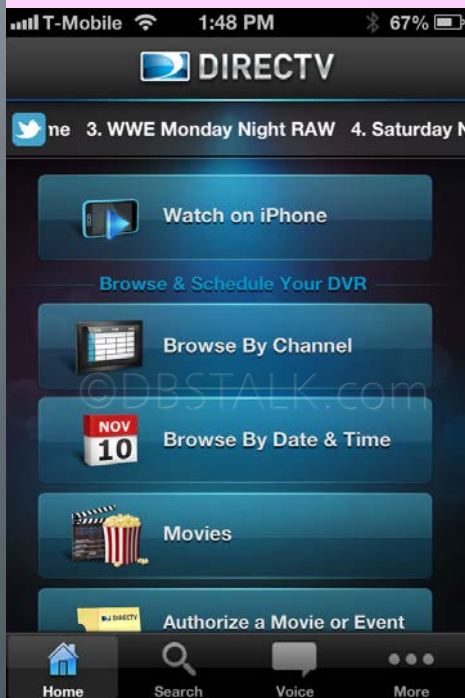 T-Mobile 1:48 PM 67%
DIRECTV
ne 3. WWE Monday Night RAW 4. Saturday N
Watch on iPhone
Browse & Schedule Your DVR
Browse By Channel
©DBSTALK.com
NOV
10
Browse By Date & Time
Movies
DIRECTV
Authorize a Movie or Event
Home Search Voice More